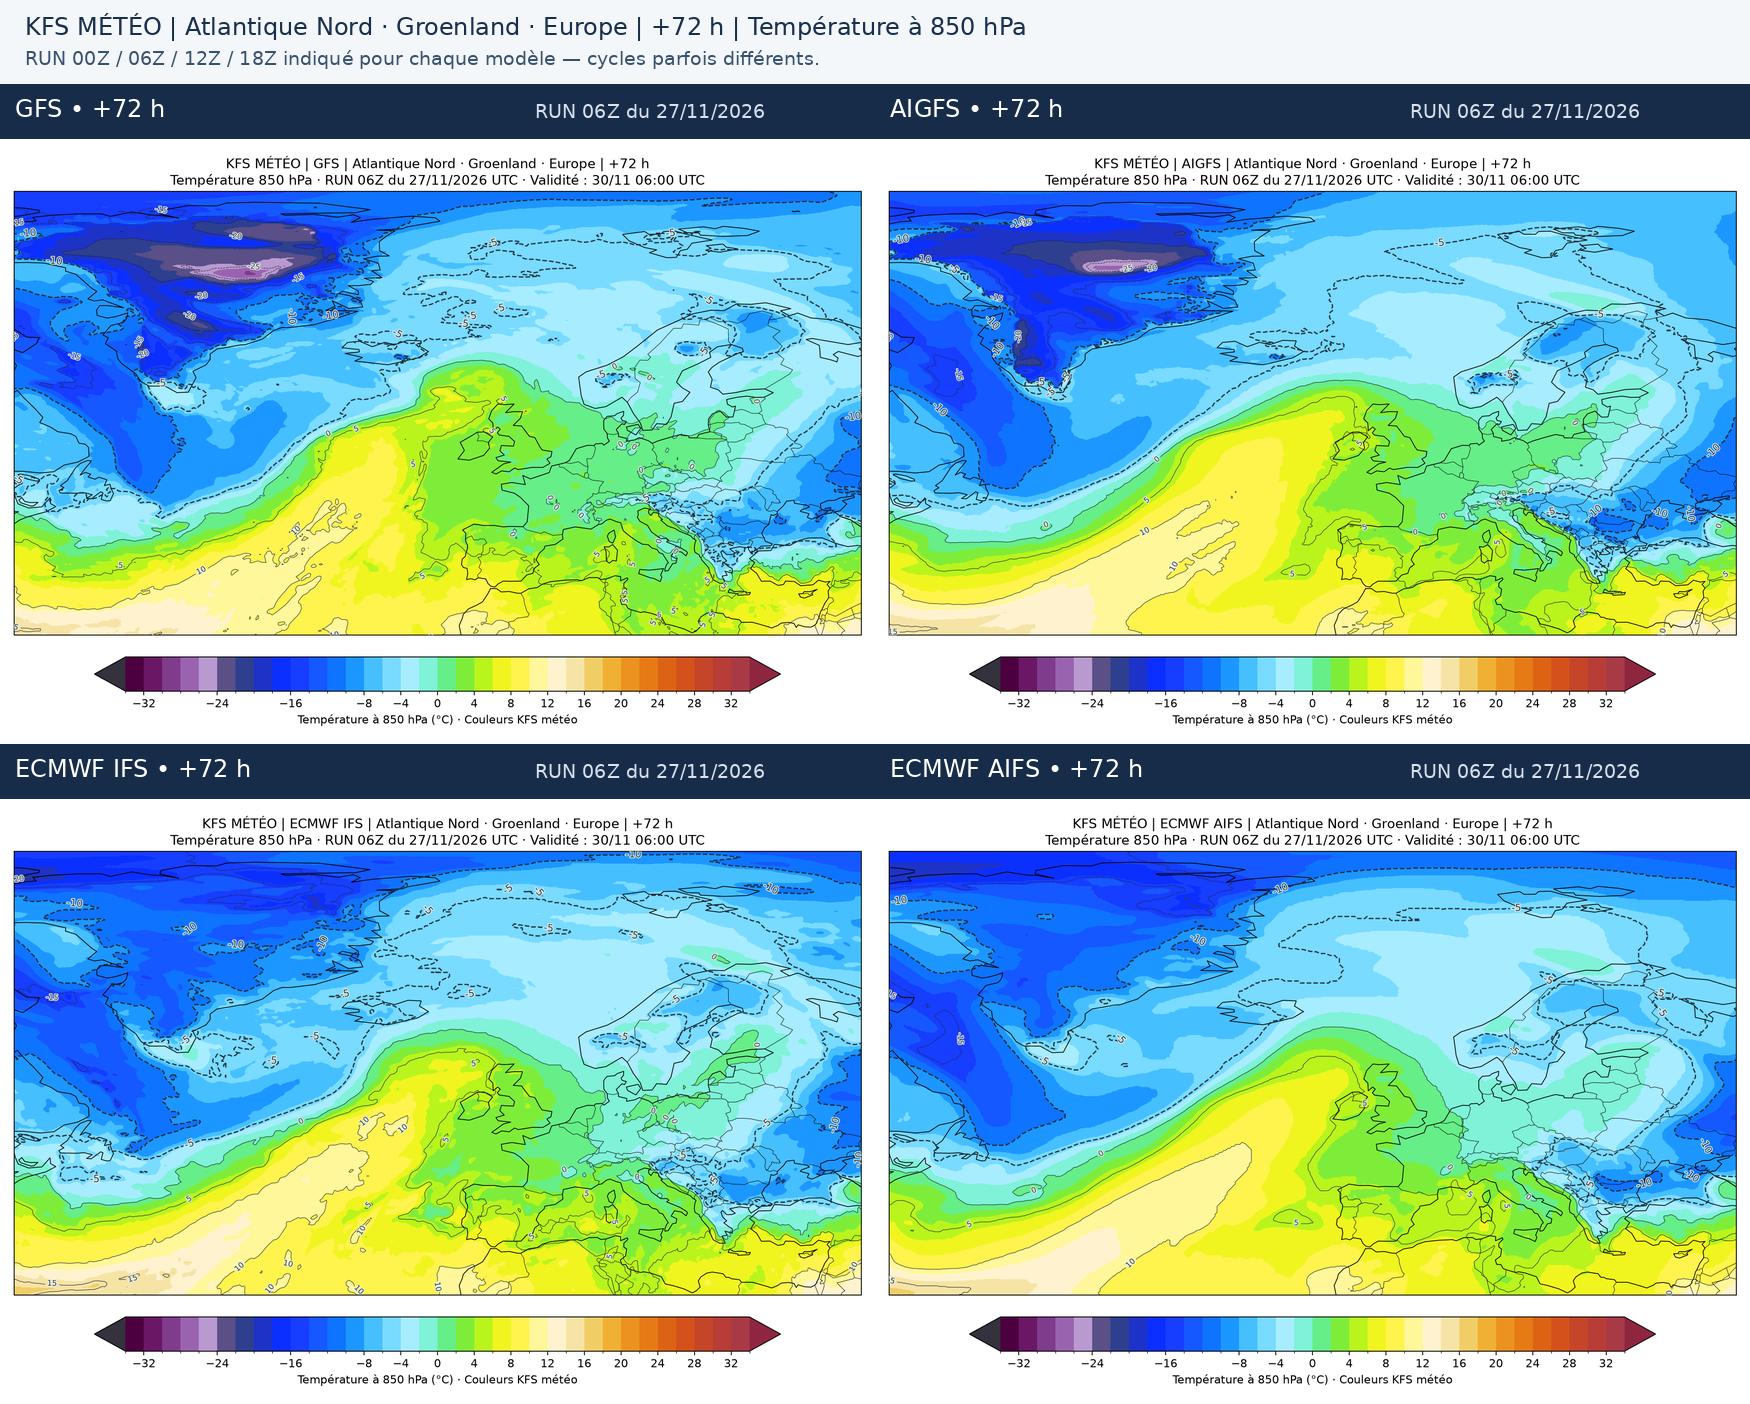 KFS MÉTÉO | Atlantique Nord · Groenland · Europe | +72 h | Température à 850 hPa
RUN 00Z / 06Z / 12Z / 18Z indiqué pour chaque modèle — cycles parfois différents.
GFS • +72 h
RUN 06Z du 27/11/2026
AIGFS • +72 h
RUN 06Z du 27/11/2026
KFS MÉTÉO | GFS | Atlantique Nord · Groenland · Europe | +72 h
Température 850 hPa · RUN 06Z du 27/11/2026 UTC · Validité : 30/11 06:00 UTC
KFS MÉTÉO | AIGFS | Atlantique Nord · Groenland · Europe | +72 h
Température 850 hPa · RUN 06Z du 27/11/2026 UTC · Validité : 30/11 06:00 UTC
−32 −24 −16 −8 −4 0 4 8 12 16 20 24 28 32
Température à 850 hPa (°C) · Couleurs KFS météo
−32 −24 −16 −8 −4 0 4 8 12 16 20 24 28 32
Température à 850 hPa (°C) · Couleurs KFS météo
ECMWF IFS • +72 h
RUN 06Z du 27/11/2026
ECMWF AIFS • +72 h
RUN 06Z du 27/11/2026
KFS MÉTÉO | ECMWF IFS | Atlantique Nord · Groenland · Europe | +72 h
Température 850 hPa · RUN 06Z du 27/11/2026 UTC · Validité : 30/11 06:00 UTC
KFS MÉTÉO | ECMWF AIFS | Atlantique Nord · Groenland · Europe | +72 h
Température 850 hPa · RUN 06Z du 27/11/2026 UTC · Validité : 30/11 06:00 UTC
−32 −24 −16 −8 −4 0 4 8 12 16 20 24 28 32
Température à 850 hPa (°C) · Couleurs KFS météo
−32 −24 −16 −8 −4 0 4 8 12 16 20 24 28 32
Température à 850 hPa (°C) · Couleurs KFS météo